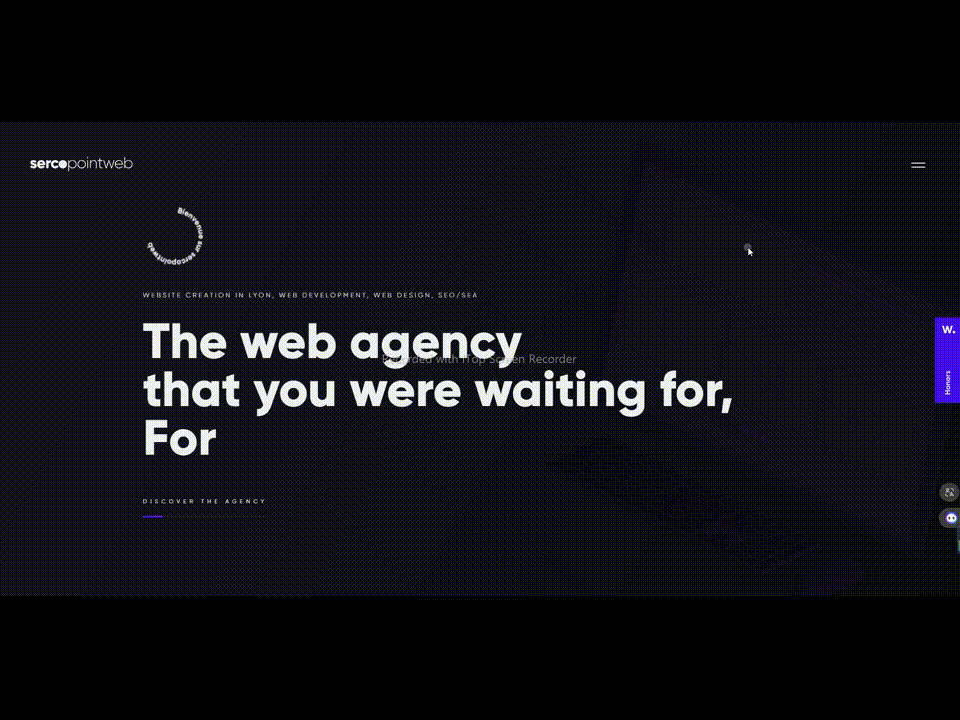 sercopointweb
Bienvenue sur sercopointweb
WEBSITE CREATION IN LYON, WEB DEVELOPMENT, WEB DESIGN, SEO/SEA
The web agency
Recorded with iTop Screen Recorder
that you were waiting for,
For
DISCOVER THE AGENCY
W.
Honors